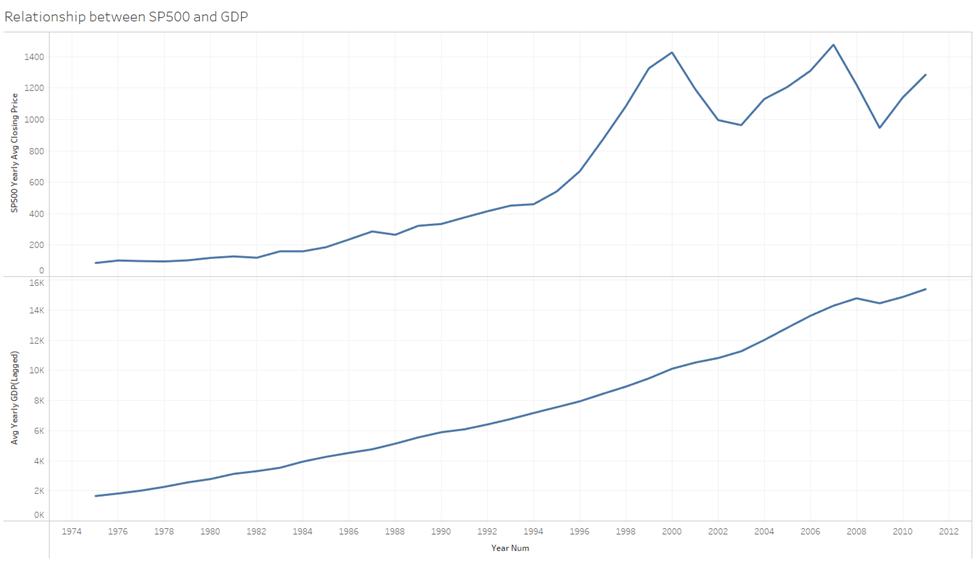 Relationship between SP500 and GDP
SP500 Yearly Avg Closing Price
1400
1200
1000
800
600
400
200
0
Avg Yearly GDP(Lagged)
16K
14K
12K
10K
8K
6K
4K
2K
0K
1974 1976 1978 1980 1982 1984 1986 1988 1990 1992 1994 1996 1998 2000 2002 2004 2006 2008 2010 2012
Year Num